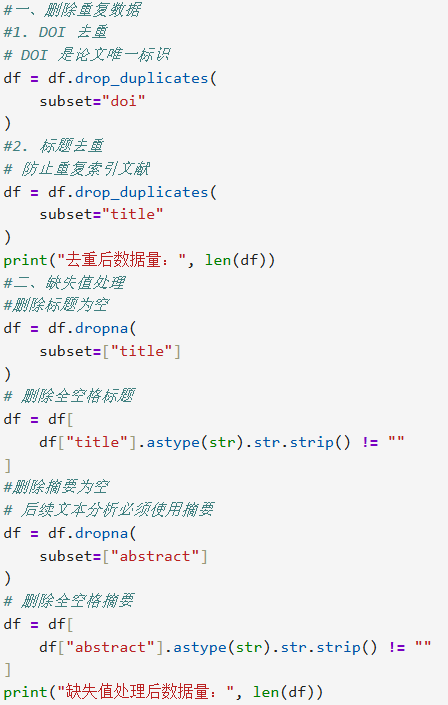 #一、删除重复数据
#1. DOI 去重
# DOI 是论文唯一标识
df = df.drop_duplicates(
    subset="doi"
)
#2. 标题去重
# 防止重复索引文献
df = df.drop_duplicates(
    subset="title"
)
print("去重后数据量：", len(df))
#二、缺失值处理
#删除标题为空
df = df.dropna(
    subset=["title"]
)
# 删除全空格标题
df = df[
    df["title"].astype(str).str.strip() != ""
]
#删除摘要为空
# 后续文本分析必须使用摘要
df = df.dropna(
    subset=["abstract"]
)
# 删除全空格摘要
df = df[
    df["abstract"].astype(str).str.strip() != ""
]
print("缺失值处理后数据量：", len(df))